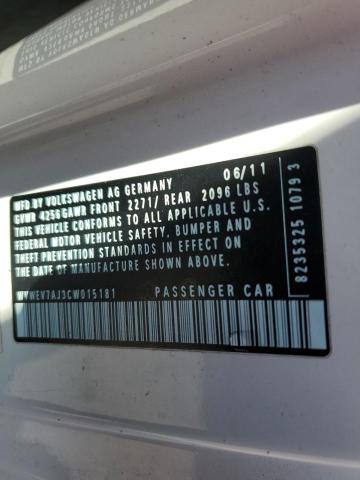 MFD BY VOLKSWAGEN AG GERMANY 06/11
GVWR 4256 GAWR FRONT 2271/ REAR 2096 LBS
THIS VEHICLE CONFORMS TO ALL APPLICABLE U.S.
FEDERAL MOTOR VEHICLE SAFETY, BUMPER AND
THEFT PREVENTION STANDARDS IN EFFECT ON
THE DATE OF MANUFACTURE SHOWN ABOVE.
WVWEV7AJ3CW015181 PASSENGER CAR
8235325 1079 3